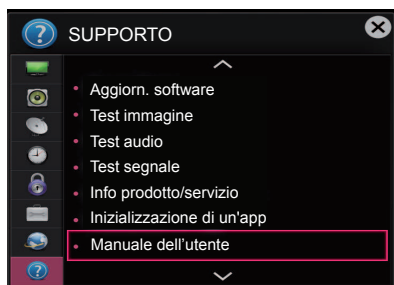 SUPPORTO
Aggiorn. software
Test immagine
Test audio
Test segnale
Info prodotto/servizio
Inizializzazione di un'app
Manuale dell'utente